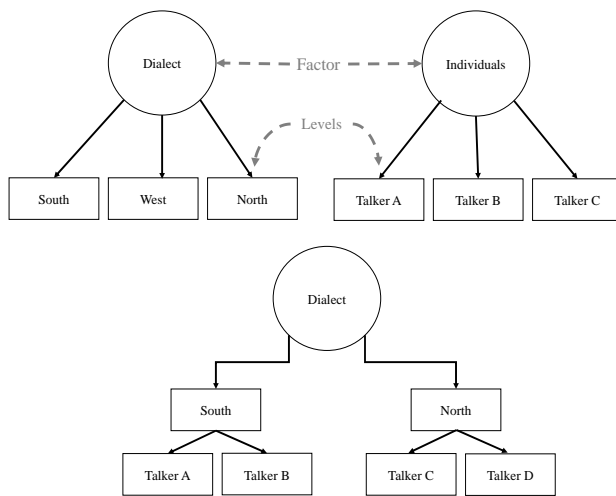 Dialect
Factor
Individuals
Levels
South
West
North
Talker A
Talker B
Talker C
Dialect
South
North
Talker A
Talker B
Talker C
Talker D